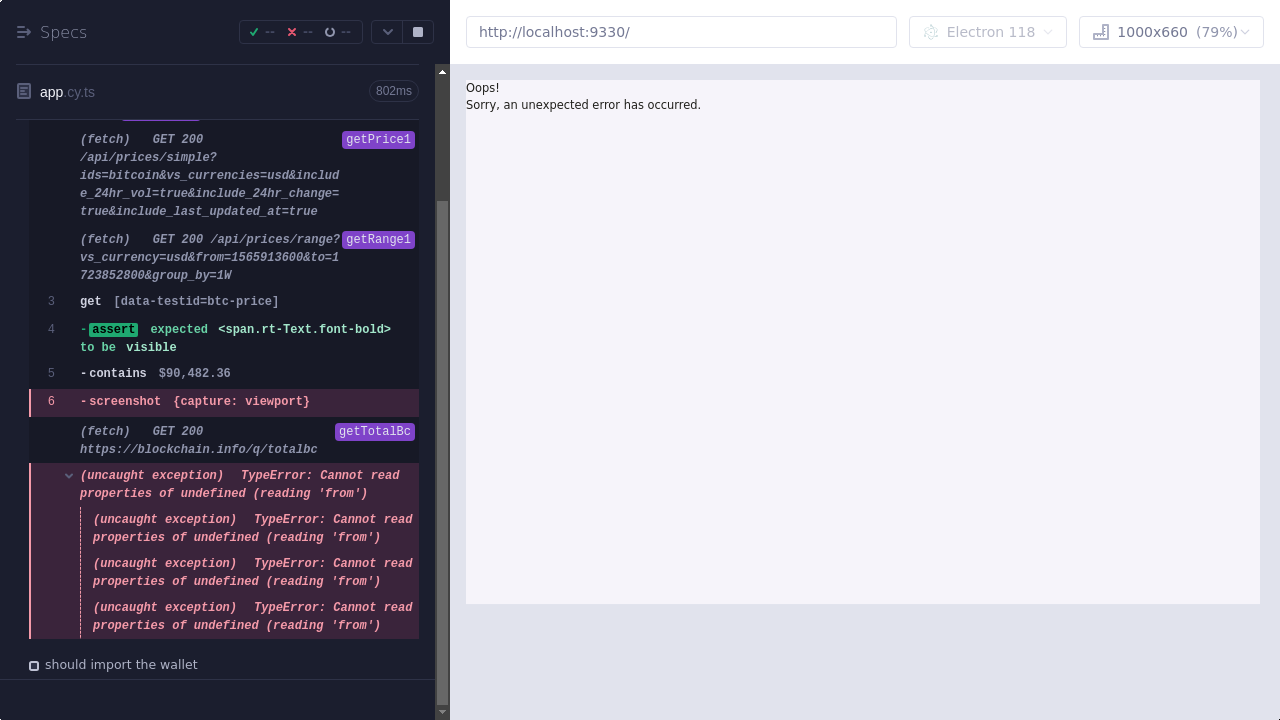 Specs
-- -- --
http://localhost:9330/
Electron 118
1000x660 (79%)
app.cy.ts
802ms
(fetch) GET 200 getPrice1
/api/prices/simple?
ids=bitcoin&vs_currencies=usd&includ
e_24hr_vol=true&include_24hr_change=
true&include_last_updated_at=true
(fetch) GET 200 /api/prices/range? getRange1
vs_currency=usd&from=1565913600&to=1
723852800&group_by=1W
3 get [data-testid=btc-price]
4 -assert expected <span.rt-Text.font-bold>
to be visible
5 -contains $90,482.36
6 -screenshot {capture: viewport}
(fetch) GET 200 getTotalBc
https://blockchain.info/q/totalbc
(uncaught exception) TypeError: Cannot read
properties of undefined (reading 'from')
(uncaught exception) TypeError: Cannot read
properties of undefined (reading 'from')
(uncaught exception) TypeError: Cannot read
properties of undefined (reading 'from')
(uncaught exception) TypeError: Cannot read
properties of undefined (reading 'from')
should import the wallet
Oops!
Sorry, an unexpected error has occurred.